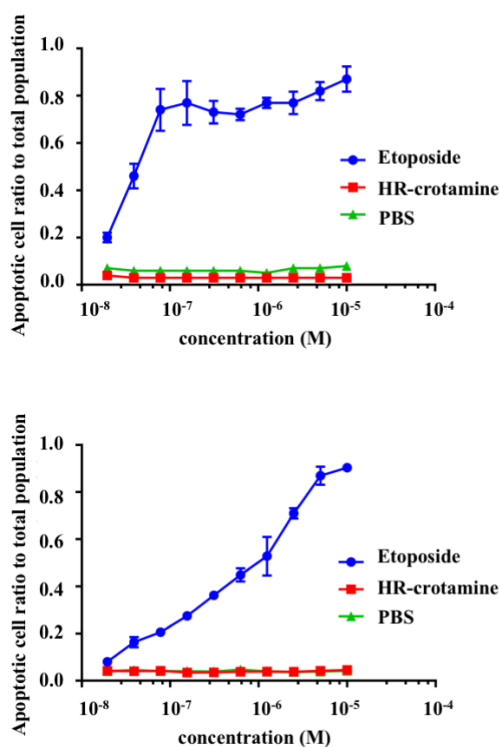 1.0
0.8
0.6
0.4
0.2
0.0
Apoptotic cell ratio to total population
Etoposide
HR-crotamine
PBS
10⁻⁸ 10⁻⁷ 10⁻⁶ 10⁻⁵ 10⁻⁴
concentration (M)
1.0
0.8
0.6
0.4
0.2
0.0
Apoptotic cell ratio to total population
Etoposide
HR-crotamine
PBS
10⁻⁸ 10⁻⁷ 10⁻⁶ 10⁻⁵ 10⁻⁴
concentration (M)